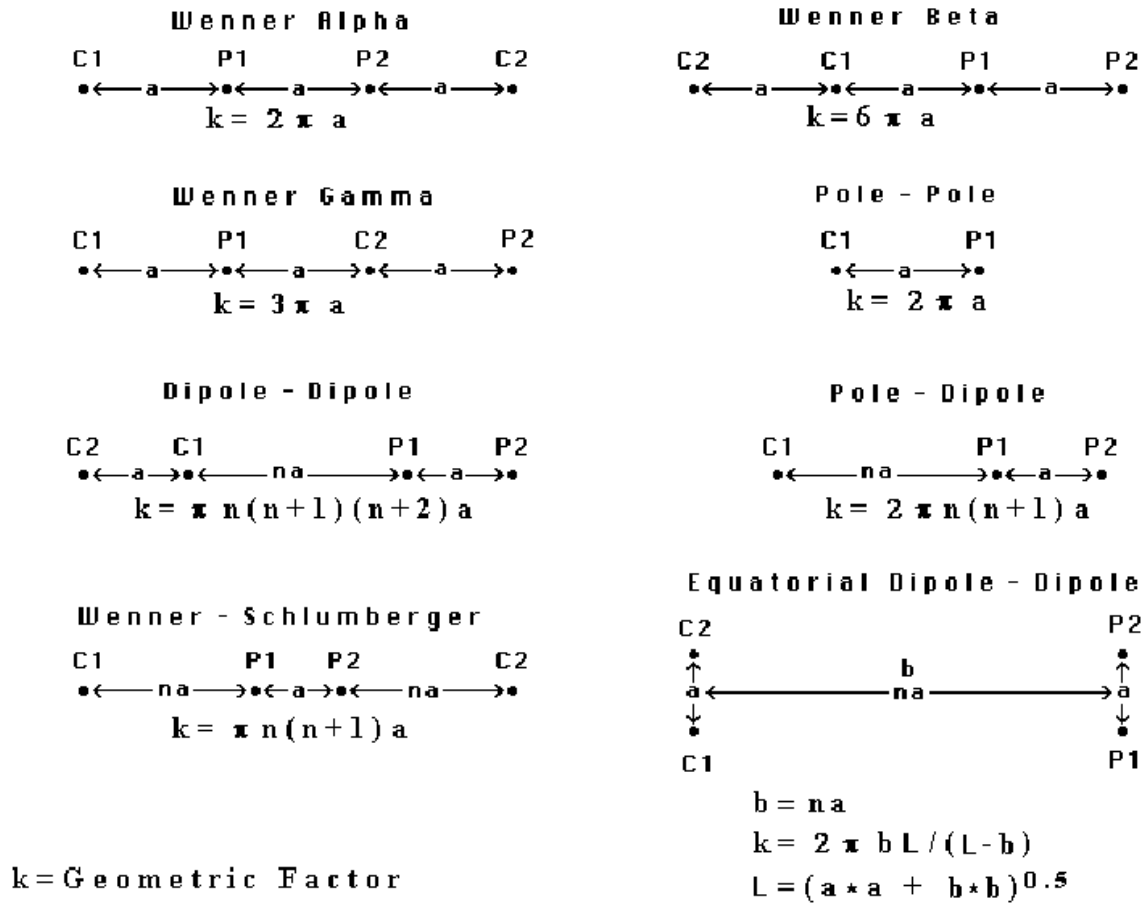 Wenner Alpha
C1 P1 P2 C2
a a a
k = 2 π a
Wenner Beta
C2 C1 P1 P2
a a a
k = 6 π a
Wenner Gamma
C1 P1 C2 P2
a a a
k = 3 π a
Pole - Pole
C1 P1
a
k = 2 π a
Dipole - Dipole
C2 C1 P1 P2
a na a
k = π n(n+1)(n+2)a
Pole - Dipole
C1 P1 P2
na a
k = 2 π n(n+1)a
Wenner - Schlumberger
C1 P1 P2 C2
na a na
k = π n(n+1)a
Equatorial Dipole - Dipole
C2 P2
b
a na a
C1 P1
b = na
k = 2 π bL/(L-b)
L = (a*a + b*b)^0.5
k = Geometric Factor